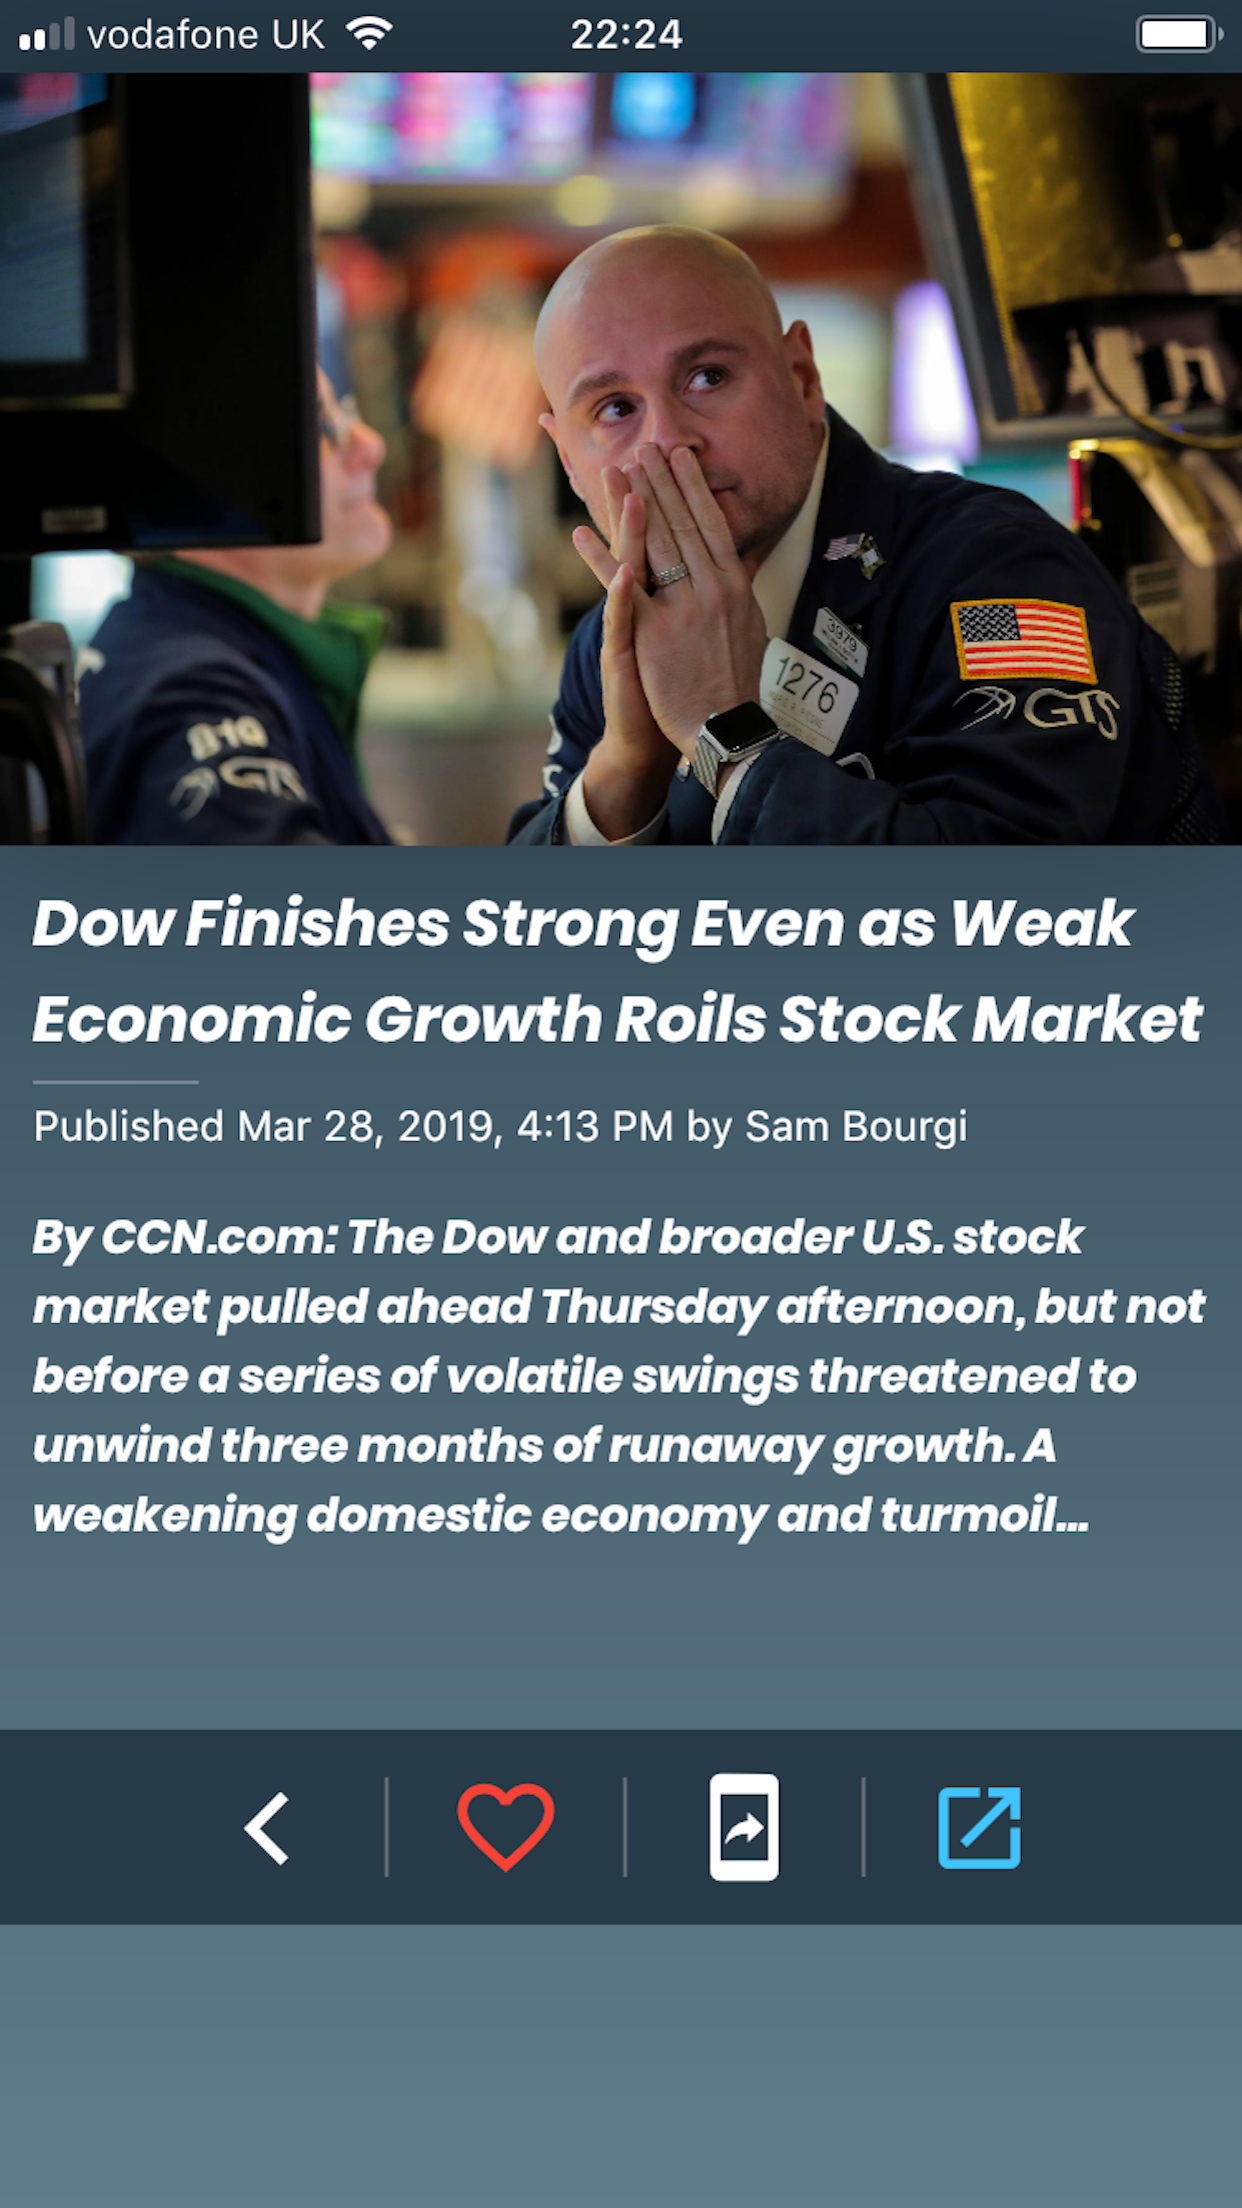 vodafone UK
22:24
3979
1276
GTS
GTS
Dow Finishes Strong Even as Weak
Economic Growth Roils Stock Market
Published Mar 28, 2019, 4:13 PM by Sam Bourgi
By CCN.com: The Dow and broader U.S. stock
market pulled ahead Thursday afternoon, but not
before a series of volatile swings threatened to
unwind three months of runaway growth. A
weakening domestic economy and turmoil...